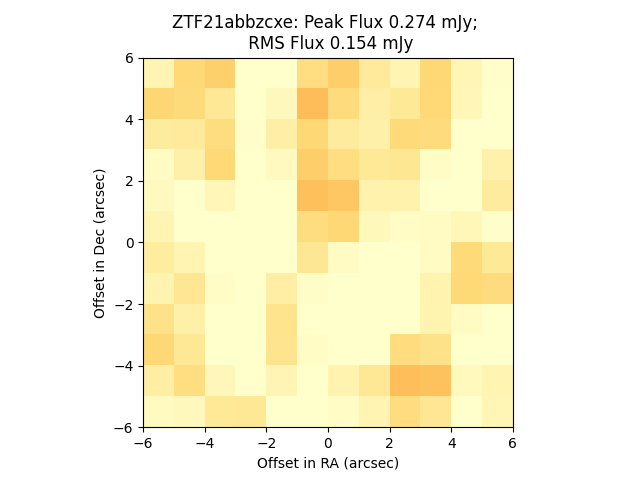 ZTF21abbzcxe: Peak Flux 0.274 mJy;
RMS Flux 0.154 mJy
6
4
2
0
−2
−4
−6
Offset in Dec (arcsec)
−6 −4 −2 0 2 4 6
Offset in RA (arcsec)